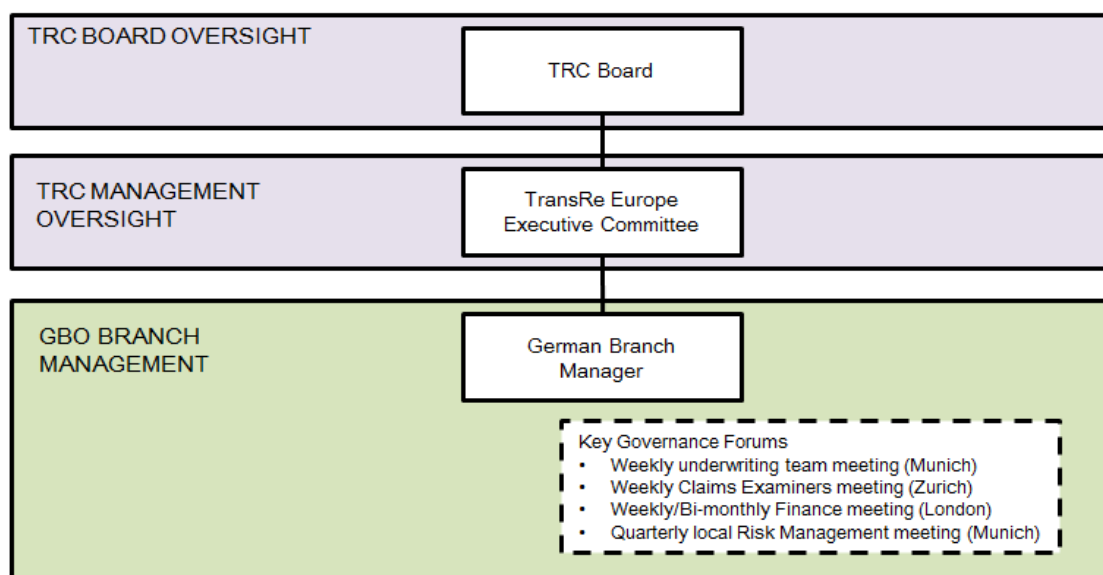 TRC BOARD OVERSIGHT
TRC Board
TRC MANAGEMENT
OVERSIGHT
TransRe Europe
Executive Committee
GBO BRANCH
MANAGEMENT
German Branch
Manager
Key Governance Forums
• Weekly underwriting team meeting (Munich)
• Weekly Claims Examiners meeting (Zurich)
• Weekly/Bi-monthly Finance meeting (London)
• Quarterly local Risk Management meeting (Munich)